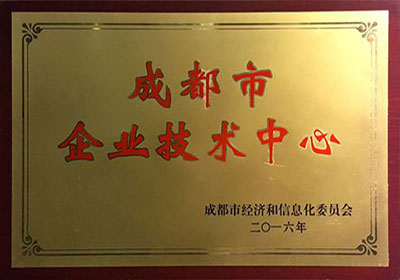 成都市
企业技术中心
成都市经济和信息化委员会
二〇一六年